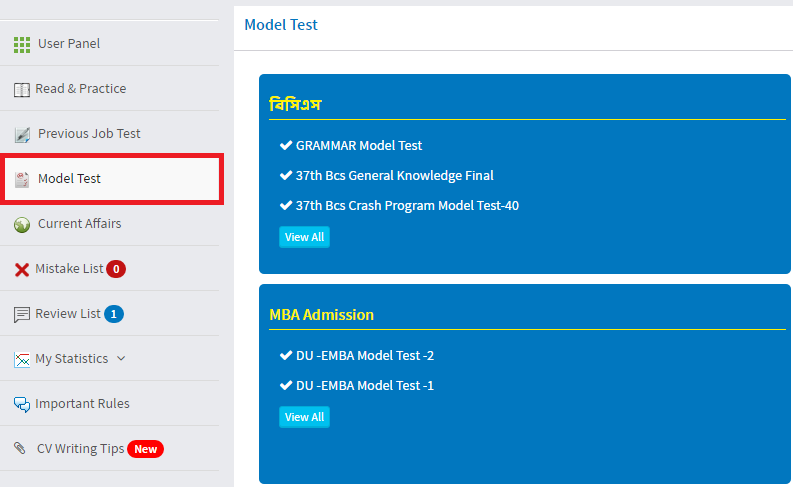 User Panel
Read & Practice
Previous Job Test
Model Test
Current Affairs
Mistake List 0
Review List 1
My Statistics
Important Rules
CV Writing Tips New
Model Test
বিসিএস
GRAMMAR Model Test
37th Bcs General Knowledge Final
37th Bcs Crash Program Model Test-40
View All
MBA Admission
DU -EMBA Model Test -2
DU -EMBA Model Test -1
View All